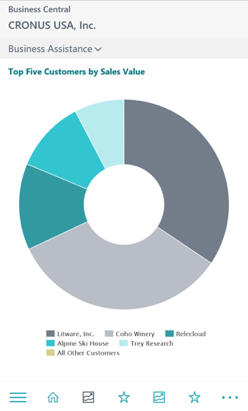 Business Central
CRONUS USA, Inc.
Business Assistance
Top Five Customers by Sales Value
Litware, Inc. Coho Winery Relecloud
Alpine Ski House Trey Research
All Other Customers